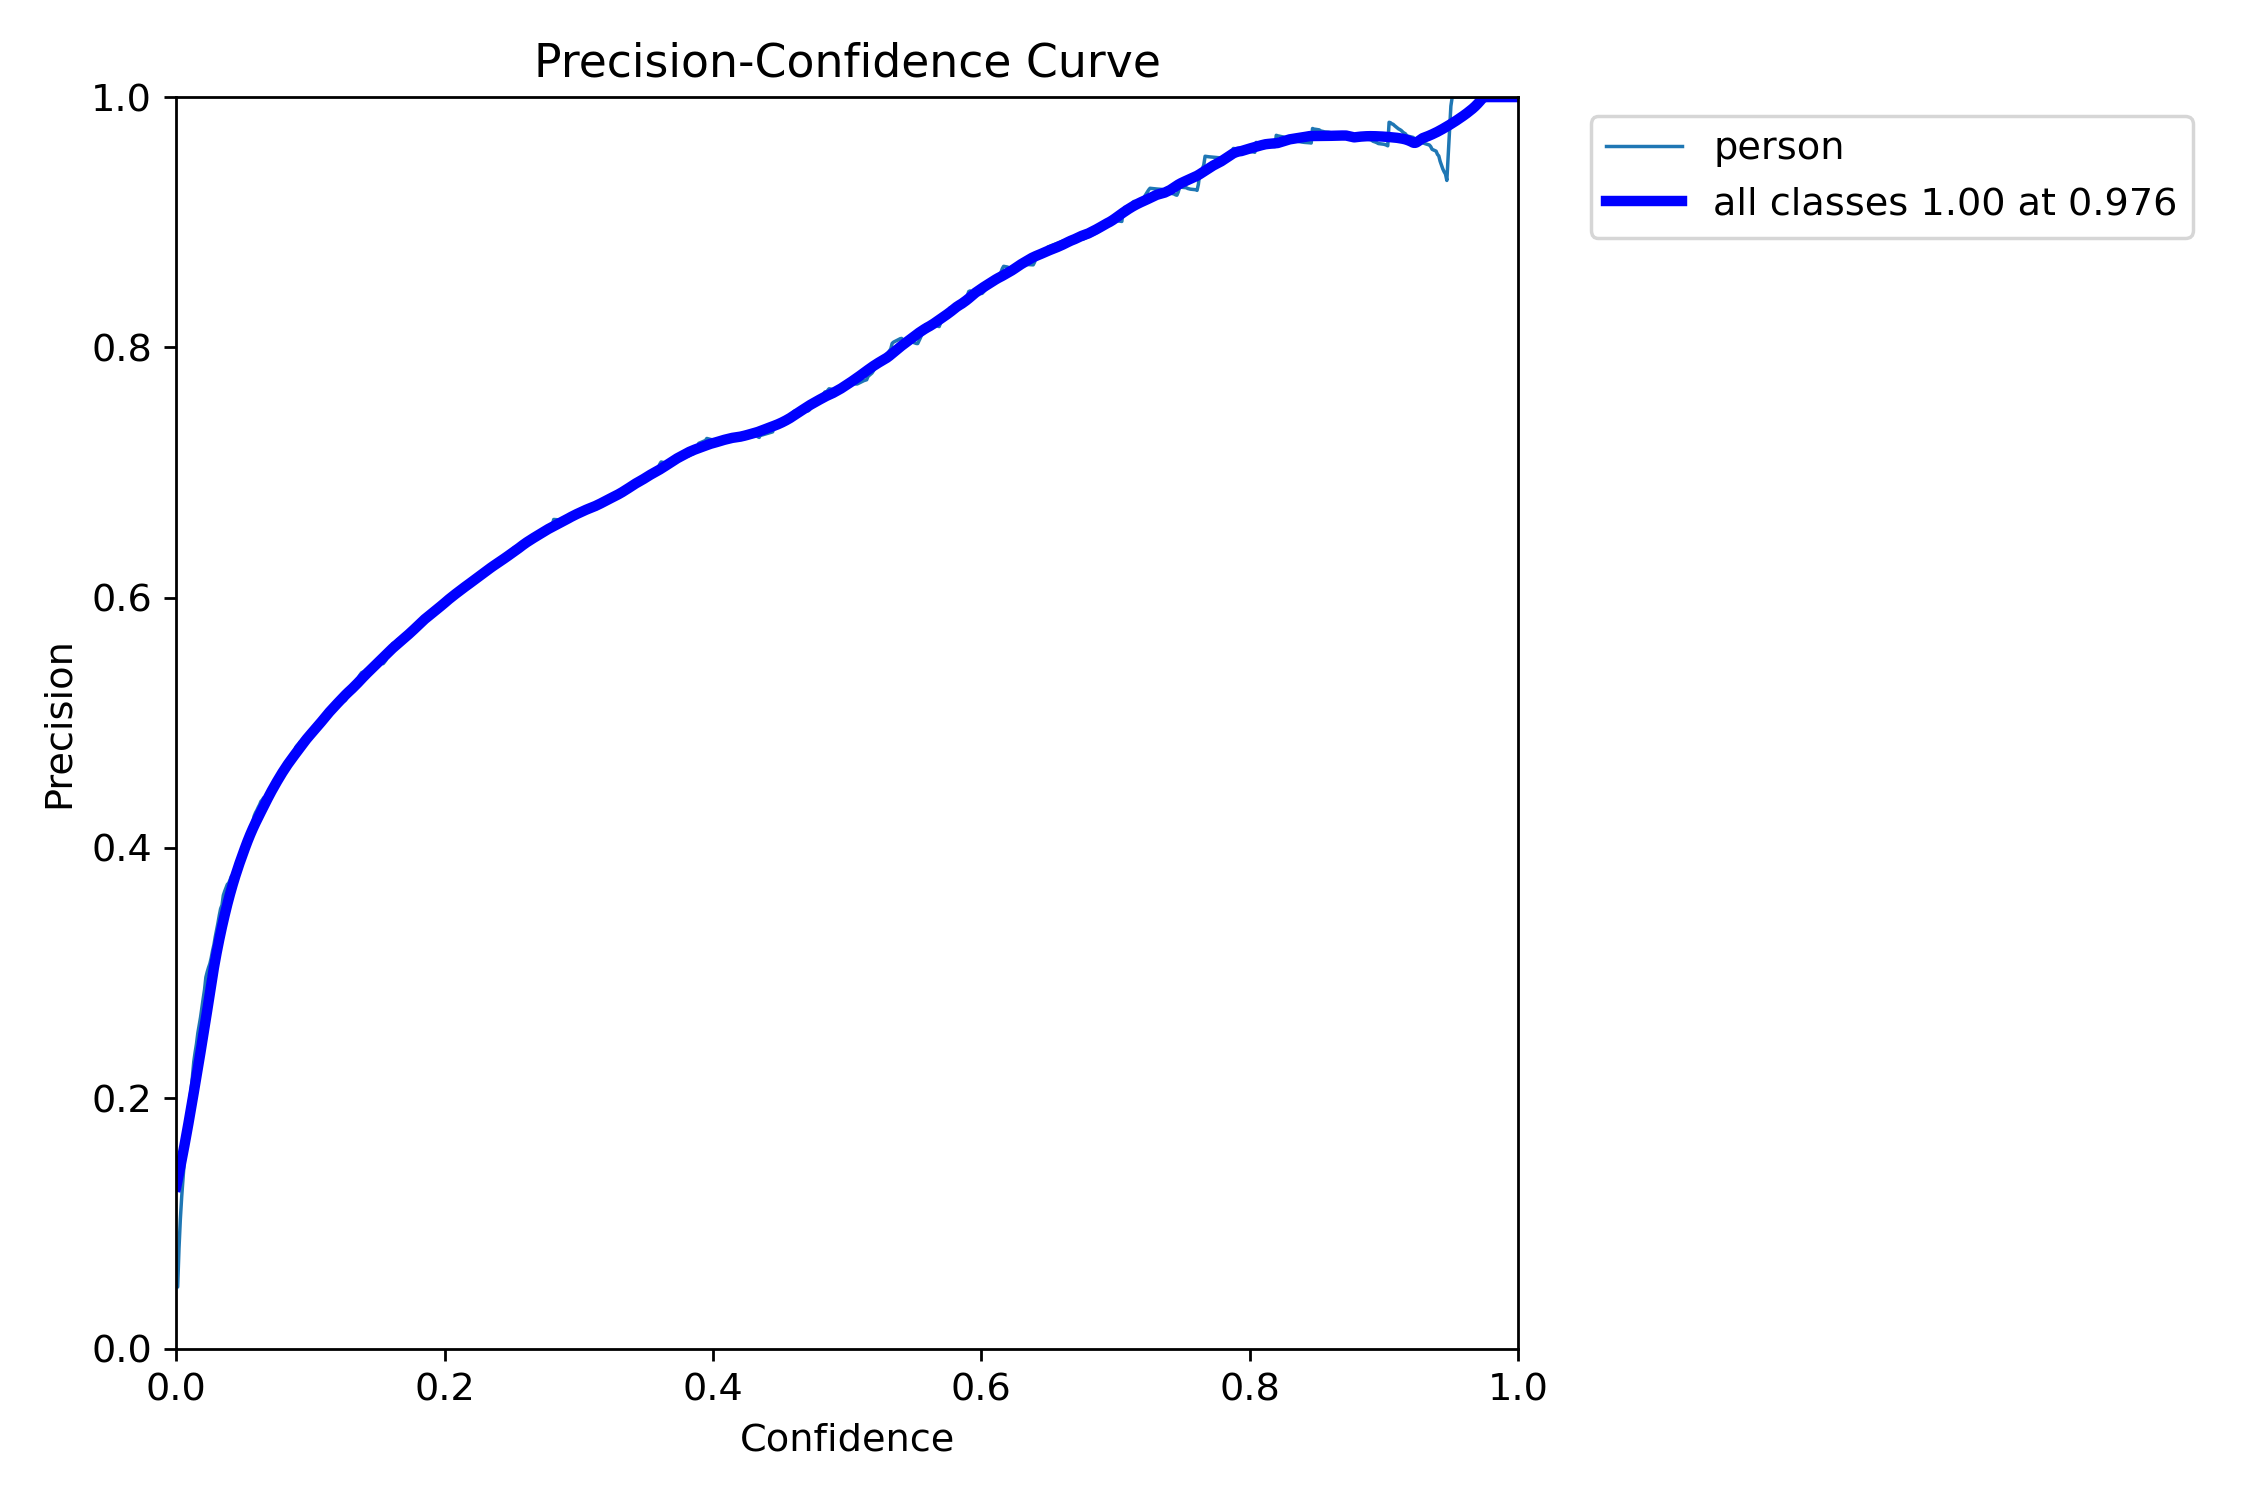 Precision-Confidence Curve
1.0
0.8
0.6
0.4
0.2
0.0
Precision
0.0 0.2 0.4 0.6 0.8 1.0
Confidence
person
all classes 1.00 at 0.976